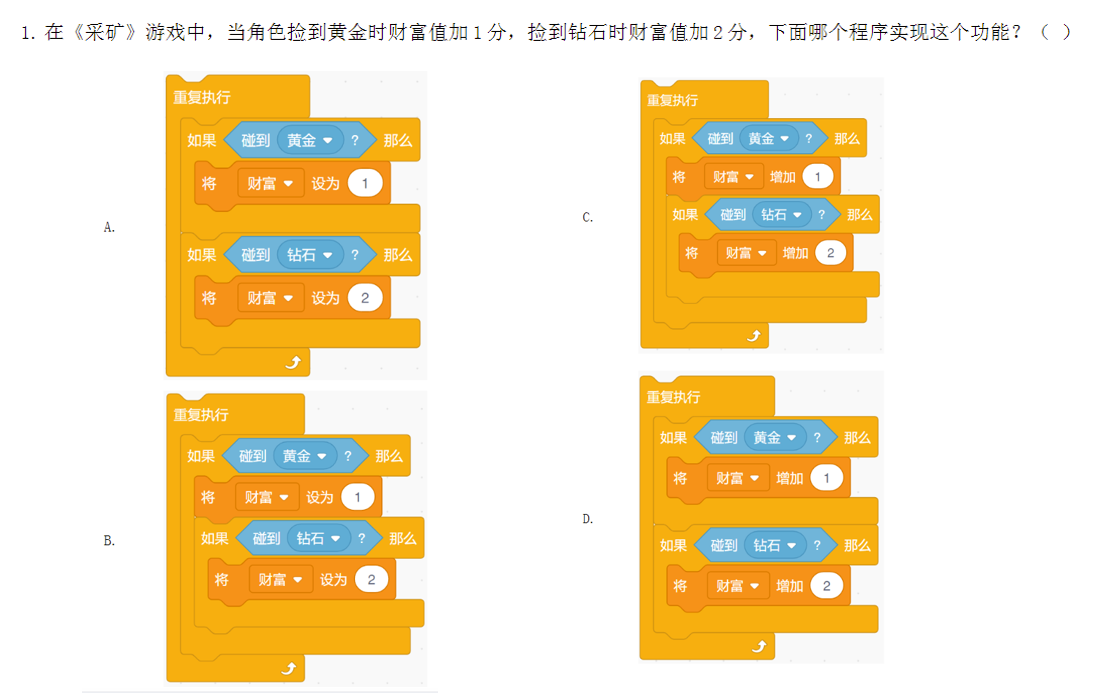 1. 在《采矿》游戏中，当角色捡到黄金时财富值加 1 分，捡到钻石时财富值加 2 分，下面哪个程序实现这个功能？（ ）
A.
重复执行
如果 碰到 黄金 ？ 那么
将 财富 设为 1
如果 碰到 钻石 ？ 那么
将 财富 设为 2
B.
重复执行
如果 碰到 黄金 ？ 那么
将 财富 设为 1
如果 碰到 钻石 ？ 那么
将 财富 设为 2
C.
重复执行
如果 碰到 黄金 ？ 那么
将 财富 增加 1
如果 碰到 钻石 ？ 那么
将 财富 增加 2
D.
重复执行
如果 碰到 黄金 ？ 那么
将 财富 增加 1
如果 碰到 钻石 ？ 那么
将 财富 增加 2